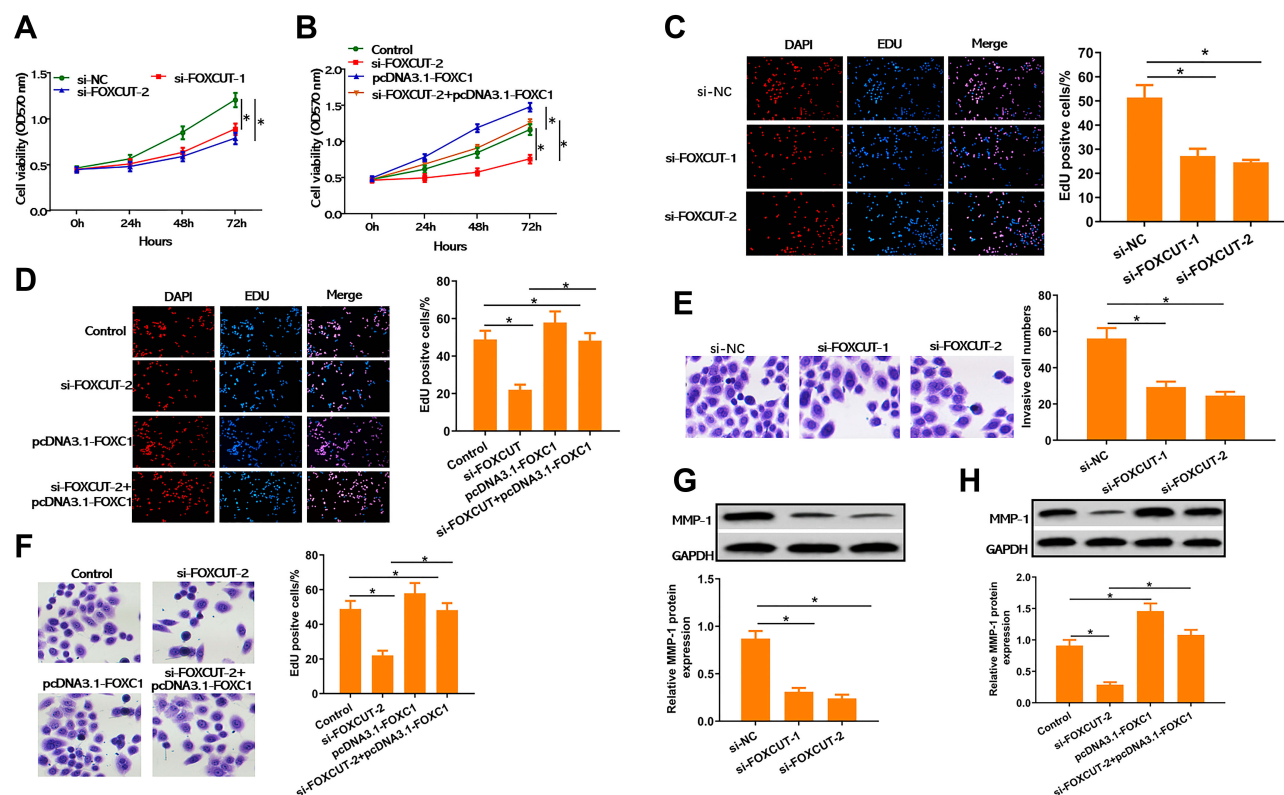 A
si-NC
si-FOXCUT-1
si-FOXCUT-2
Cell viability (OD570 nm)
1.5
1.0
0.5
0.0
*
*
0h
24h
48h
72h
Hours
B
Control
si-FOXCUT-2
pcDNA3.1-FOXC1
si-FOXCUT-2+pcDNA3.1-FOXC1
Cell viability (OD570 nm)
2.0
1.5
1.0
0.5
0.0
*
*
*
0h
24h
48h
72h
Hours
C
DAPI
EDU
Merge
si-NC
si-FOXCUT-1
si-FOXCUT-2
EdU positve cells/%
70
60
50
40
30
20
10
0
*
*
si-NC
si-FOXCUT-1
si-FOXCUT-2
D
DAPI
EDU
Merge
Control
si-FOXCUT-2
pcDNA3.1-FOXC1
si-FOXCUT-2+
pcDNA3.1-FOXC1
EdU positve cells/%
80
60
40
20
0
*
*
*
Control
si-FOXCUT
pcDNA3.1-FOXC1
si-FOXCUT+pcDNA3.1-FOXC1
E
si-NC
si-FOXCUT-1
si-FOXCUT-2
Invasive cell numbers
80
60
40
20
0
*
*
si-NC
si-FOXCUT-1
si-FOXCUT-2
F
Control
si-FOXCUT-2
pcDNA3.1-FOXC1
si-FOXCUT-2+
pcDNA3.1-FOXC1
EdU positve cells/%
80
60
40
20
0
*
*
*
Control
si-FOXCUT-2
pcDNA3.1-FOXC1
si-FOXCUT-2+pcDNA3.1-FOXC1
G
MMP-1
GAPDH
Relative MMP-1 protein
expression
1.5
1.0
0.5
0.0
*
*
si-NC
si-FOXCUT-1
si-FOXCUT-2
H
MMP-1
GAPDH
Relative MMP-1 protein
expression
2.0
1.5
1.0
0.5
0.0
*
*
*
Control
si-FOXCUT-2
pcDNA3.1-FOXC1
si-FOXCUT-2+pcDNA3.1-FOXC1